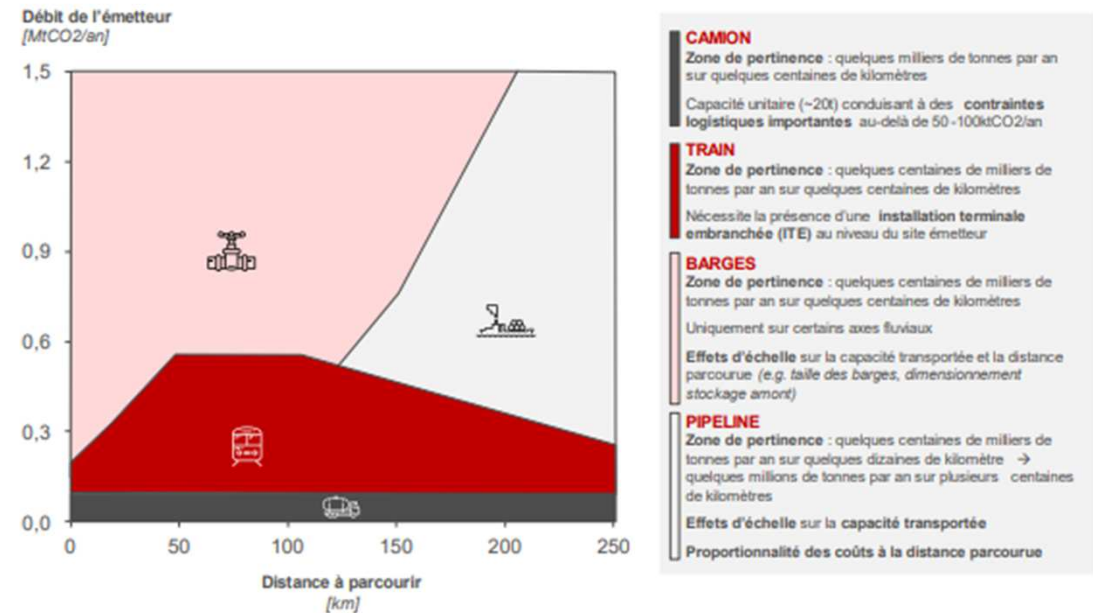 Débit de l'émetteur
[MtCO2/an]
1,5
1,2
0,9
0,6
0,3
0,0
0
50
100
150
200
250
Distance à parcourir
[km]
CAMION
Zone de pertinence : quelques milliers de tonnes par an
sur quelques centaines de kilomètres
Capacité unitaire (~20t) conduisant à des contraintes
logistiques importantes au-delà de 50-100ktCO2/an
TRAIN
Zone de pertinence : quelques centaines de milliers de
tonnes par an sur quelques centaines de kilomètres
Nécessite la présence d'une installation terminale
embranchée (ITE) au niveau du site émetteur
BARGES
Zone de pertinence : quelques centaines de milliers de
tonnes par an sur quelques centaines de kilomètres
Uniquement sur certains axes fluviaux
Effets d'échelle sur la capacité transportée et la distance
parcourue (e.g. taille des barges, dimensionnement
stockage amont)
PIPELINE
Zone de pertinence : quelques centaines de milliers de
tonnes par an sur quelques dizaines de kilomètre →
quelques millions de tonnes par an sur plusieurs centaines
de kilomètres
Effets d'échelle sur la capacité transportée
Proportionnalité des coûts à la distance parcourue